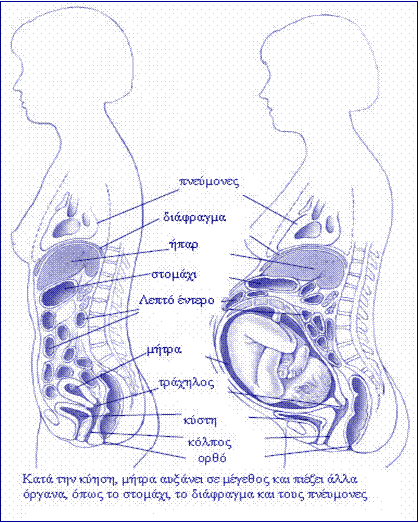 πνεύμονες
διάφραγμα
ήπαρ
στομάχι
Λεπτό έντερο
μήτρα
τράχηλος
κύστη
κόλπος
ορθό
Κατά την κύηση, μήτρα αυξάνει σε μέγεθος και πιέζει άλλα
όργανα, όπως το στομάχι, το διάφραγμα και τους πνεύμονες